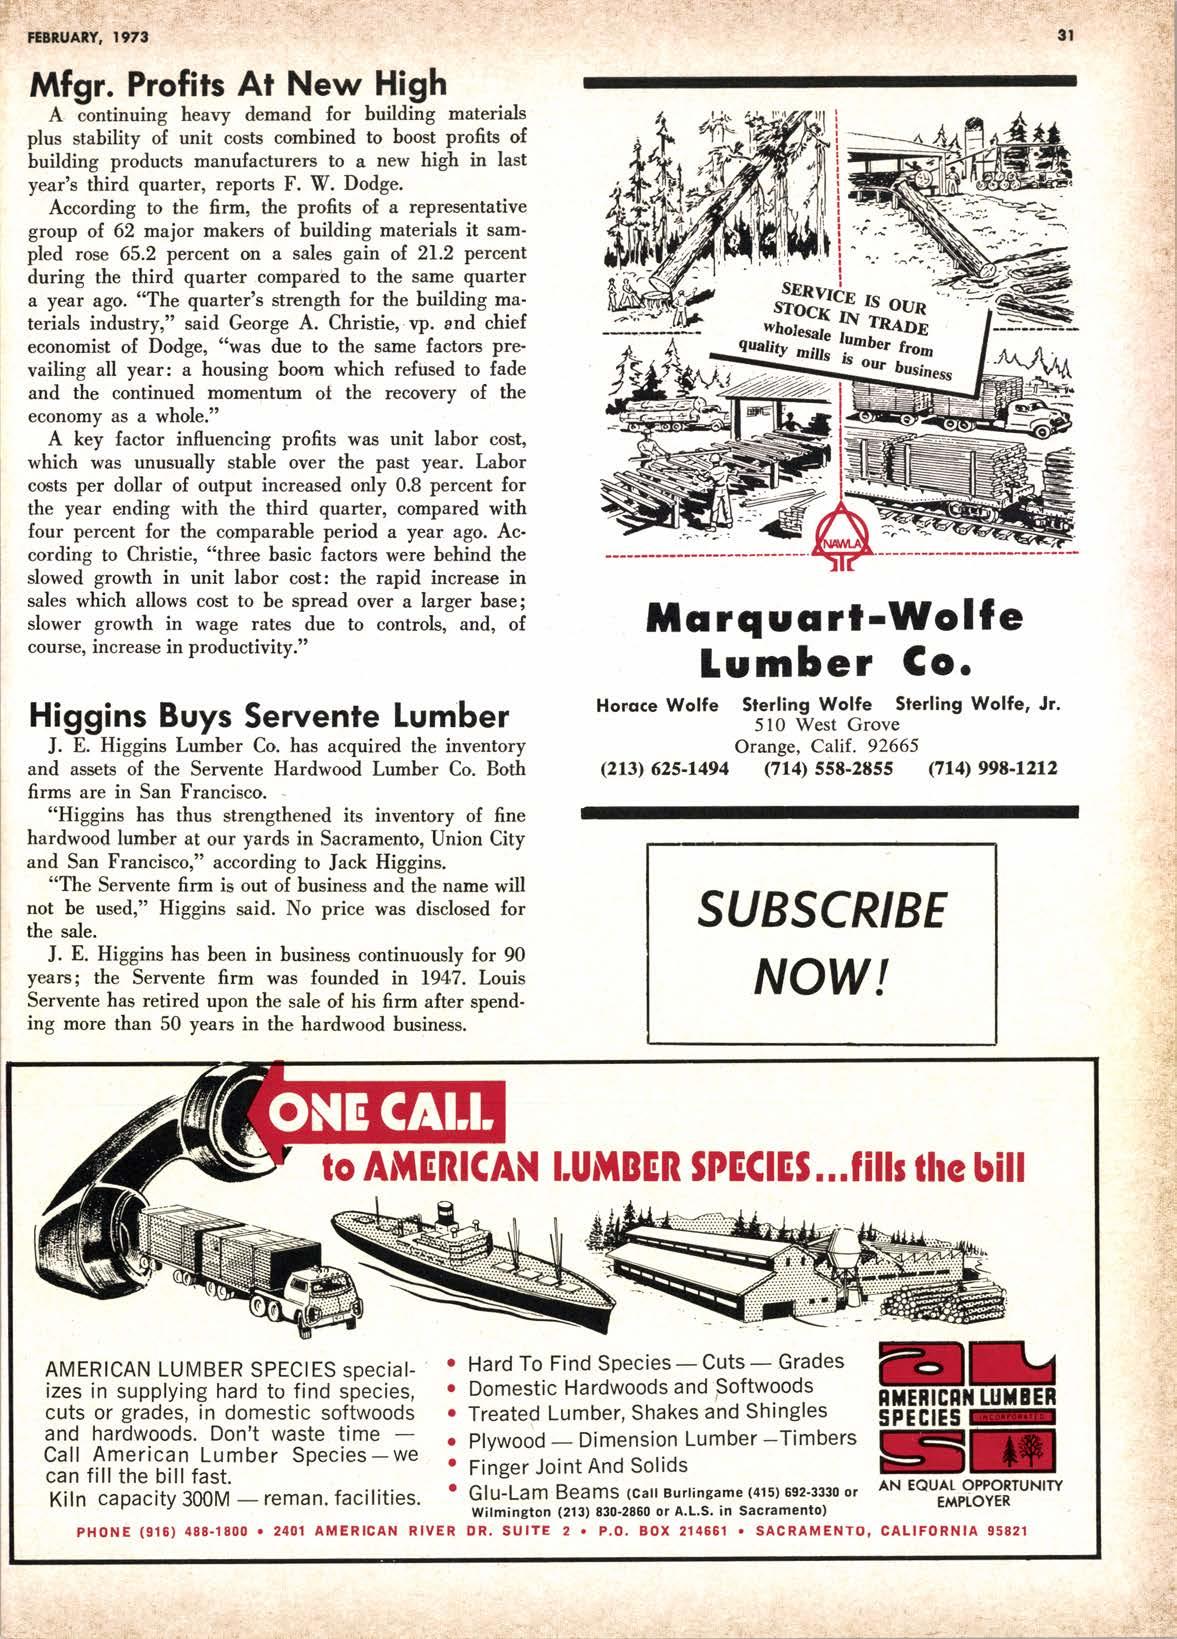 FEBRUARY, 1973
31
Mfgr. Profits At New High
A continuing heavy demand for building materials
plus stability of unit costs combined to boost profits of
building products manufacturers to a new high in last
year's third quarter, reports F. W. Dodge.
According to the firm, the profits of a representative
group of 62 major makers of building materials it sam-
pled rose 65.2 percent on a sales gain of 21.2 percent
during the third quarter compared to the same quarter
a year ago. “The quarter's strength for the building ma-
terials industry,” said George A. Christie, vp. and chief
economist of Dodge, “was due to the same factors pre-
vailing all year: a housing boom which refused to fade
and the continued momentum of the recovery of the
economy as a whole.”
A key factor influencing profits was unit labor cost,
which was unusually stable over the past year. Labor
costs per dollar of output increased only 0.8 percent for
the year ending with the third quarter, compared with
four percent for the comparable period a year ago. Ac-
cording to Christie, “three basic factors were behind the
slowed growth in unit labor cost: the rapid increase in
sales which allows cost to be spread over a larger base;
slower growth in wage rates due to controls, and, of
course, increase in productivity.”
Higgins Buys Servente Lumber
J. E. Higgins Lumber Co. has acquired the inventory
and assets of the Servente Hardwood Lumber Co. Both
firms are in San Francisco.
“Higgins has thus strengthened its inventory of fine
hardwood lumber at our yards in Sacramento, Union City
and San Francisco,” according to Jack Higgins.
“The Servente firm is out of business and the name will
not be used,” Higgins said. No price was disclosed for
the sale.
J. E. Higgins has been in business continuously for 90
years; the Servente firm was founded in 1947. Louis
Servente has retired upon the sale of his firm after spend-
ing more than 50 years in the hardwood business.
SERVICE IS OUR
STOCK IN TRADE
wholesale lumber from
quality mills is our business
NAWLA
Marquart-Wolfe
Lumber Co.
Horace Wolfe Sterling Wolfe Sterling Wolfe, Jr.
510 West Grove
Orange, Calif. 92665
(213) 625-1494 (714) 558-2855 (714) 998-1212
SUBSCRIBE
NOW!
ONE CALL
to AMERICAN LUMBER SPECIES...fills the bill
AMERICAN LUMBER SPECIES special-
izes in supplying hard to find species,
cuts or grades, in domestic softwoods
and hardwoods. Don't waste time —
Call American Lumber Species — we
can fill the bill fast.
Kiln capacity 300M — reman. facilities.
• Hard To Find Species — Cuts — Grades
• Domestic Hardwoods and Softwoods
• Treated Lumber, Shakes and Shingles
• Plywood — Dimension Lumber — Timbers
• Finger Joint And Solids
• Glu-Lam Beams (Call Burlingame (415) 692-3330 or
Wilmington (213) 830-2860 or A.L.S. in Sacramento)
aL
AMERICAN LUMBER
SPECIES INCORPORATED
S
AN EQUAL OPPORTUNITY
EMPLOYER
PHONE (916) 488-1800 • 2401 AMERICAN RIVER DR. SUITE 2 • P.O. BOX 214661 • SACRAMENTO, CALIFORNIA 95821